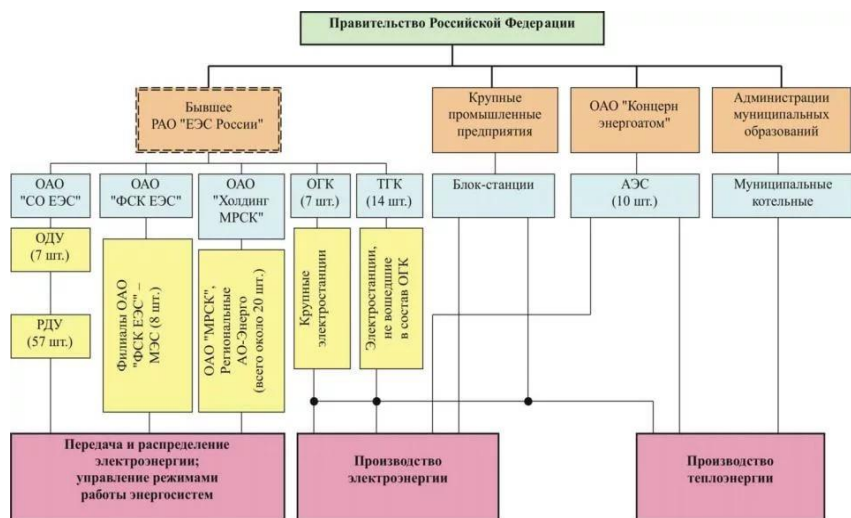 Правительство Российской Федерации
Бывшее
РАО "ЕЭС России"
Крупные
промышленные
предприятия
ОАО "Концерн
энергоатом"
Администрации
муниципальных
образований
ОАО
"СО ЕЭС"
ОАО
"ФСК ЕЭС"
ОАО
"Холдинг
МРСК"
ОГК
(7 шт.)
ТГК
(14 шт.)
Блок-станции
АЭС
(10 шт.)
Муниципальные
котельные
ОДУ
(7 шт.)
РДУ
(57 шт.)
Филиалы ОАО
"ФСК ЕЭС" –
МЭС (8 шт.)
ОАО "МРСК",
Региональные
АО-Энерго
(всего около 20 шт.)
Крупные
электростанции
Электростанции,
не вошедшие
в состав ОГК
Передача и распределение
электроэнергии;
управление режимами
работы энергосистем
Производство
электроэнергии
Производство
теплоэнергии